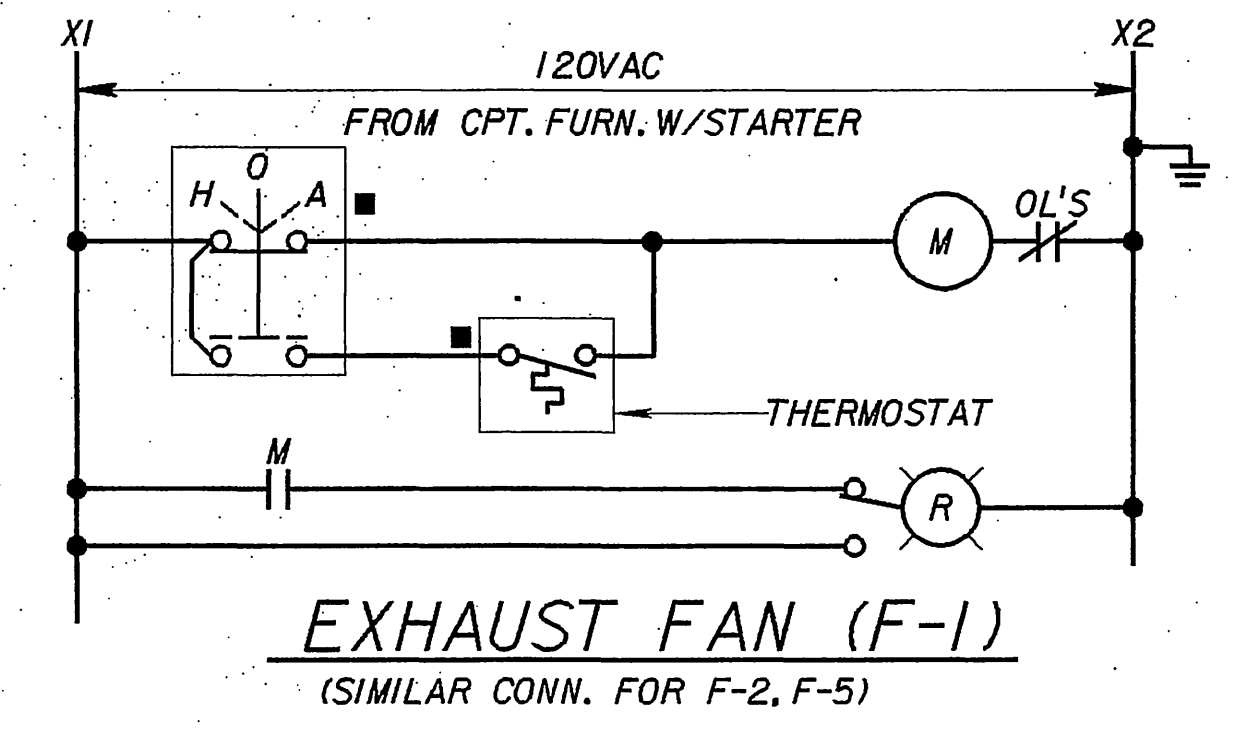 X1
X2
120VAC
FROM CPT. FURN. W/STARTER
O
H
A
OL'S
M
THERMOSTAT
M
R
EXHAUST FAN (F-1)
(SIMILAR CONN. FOR F-2, F-5)